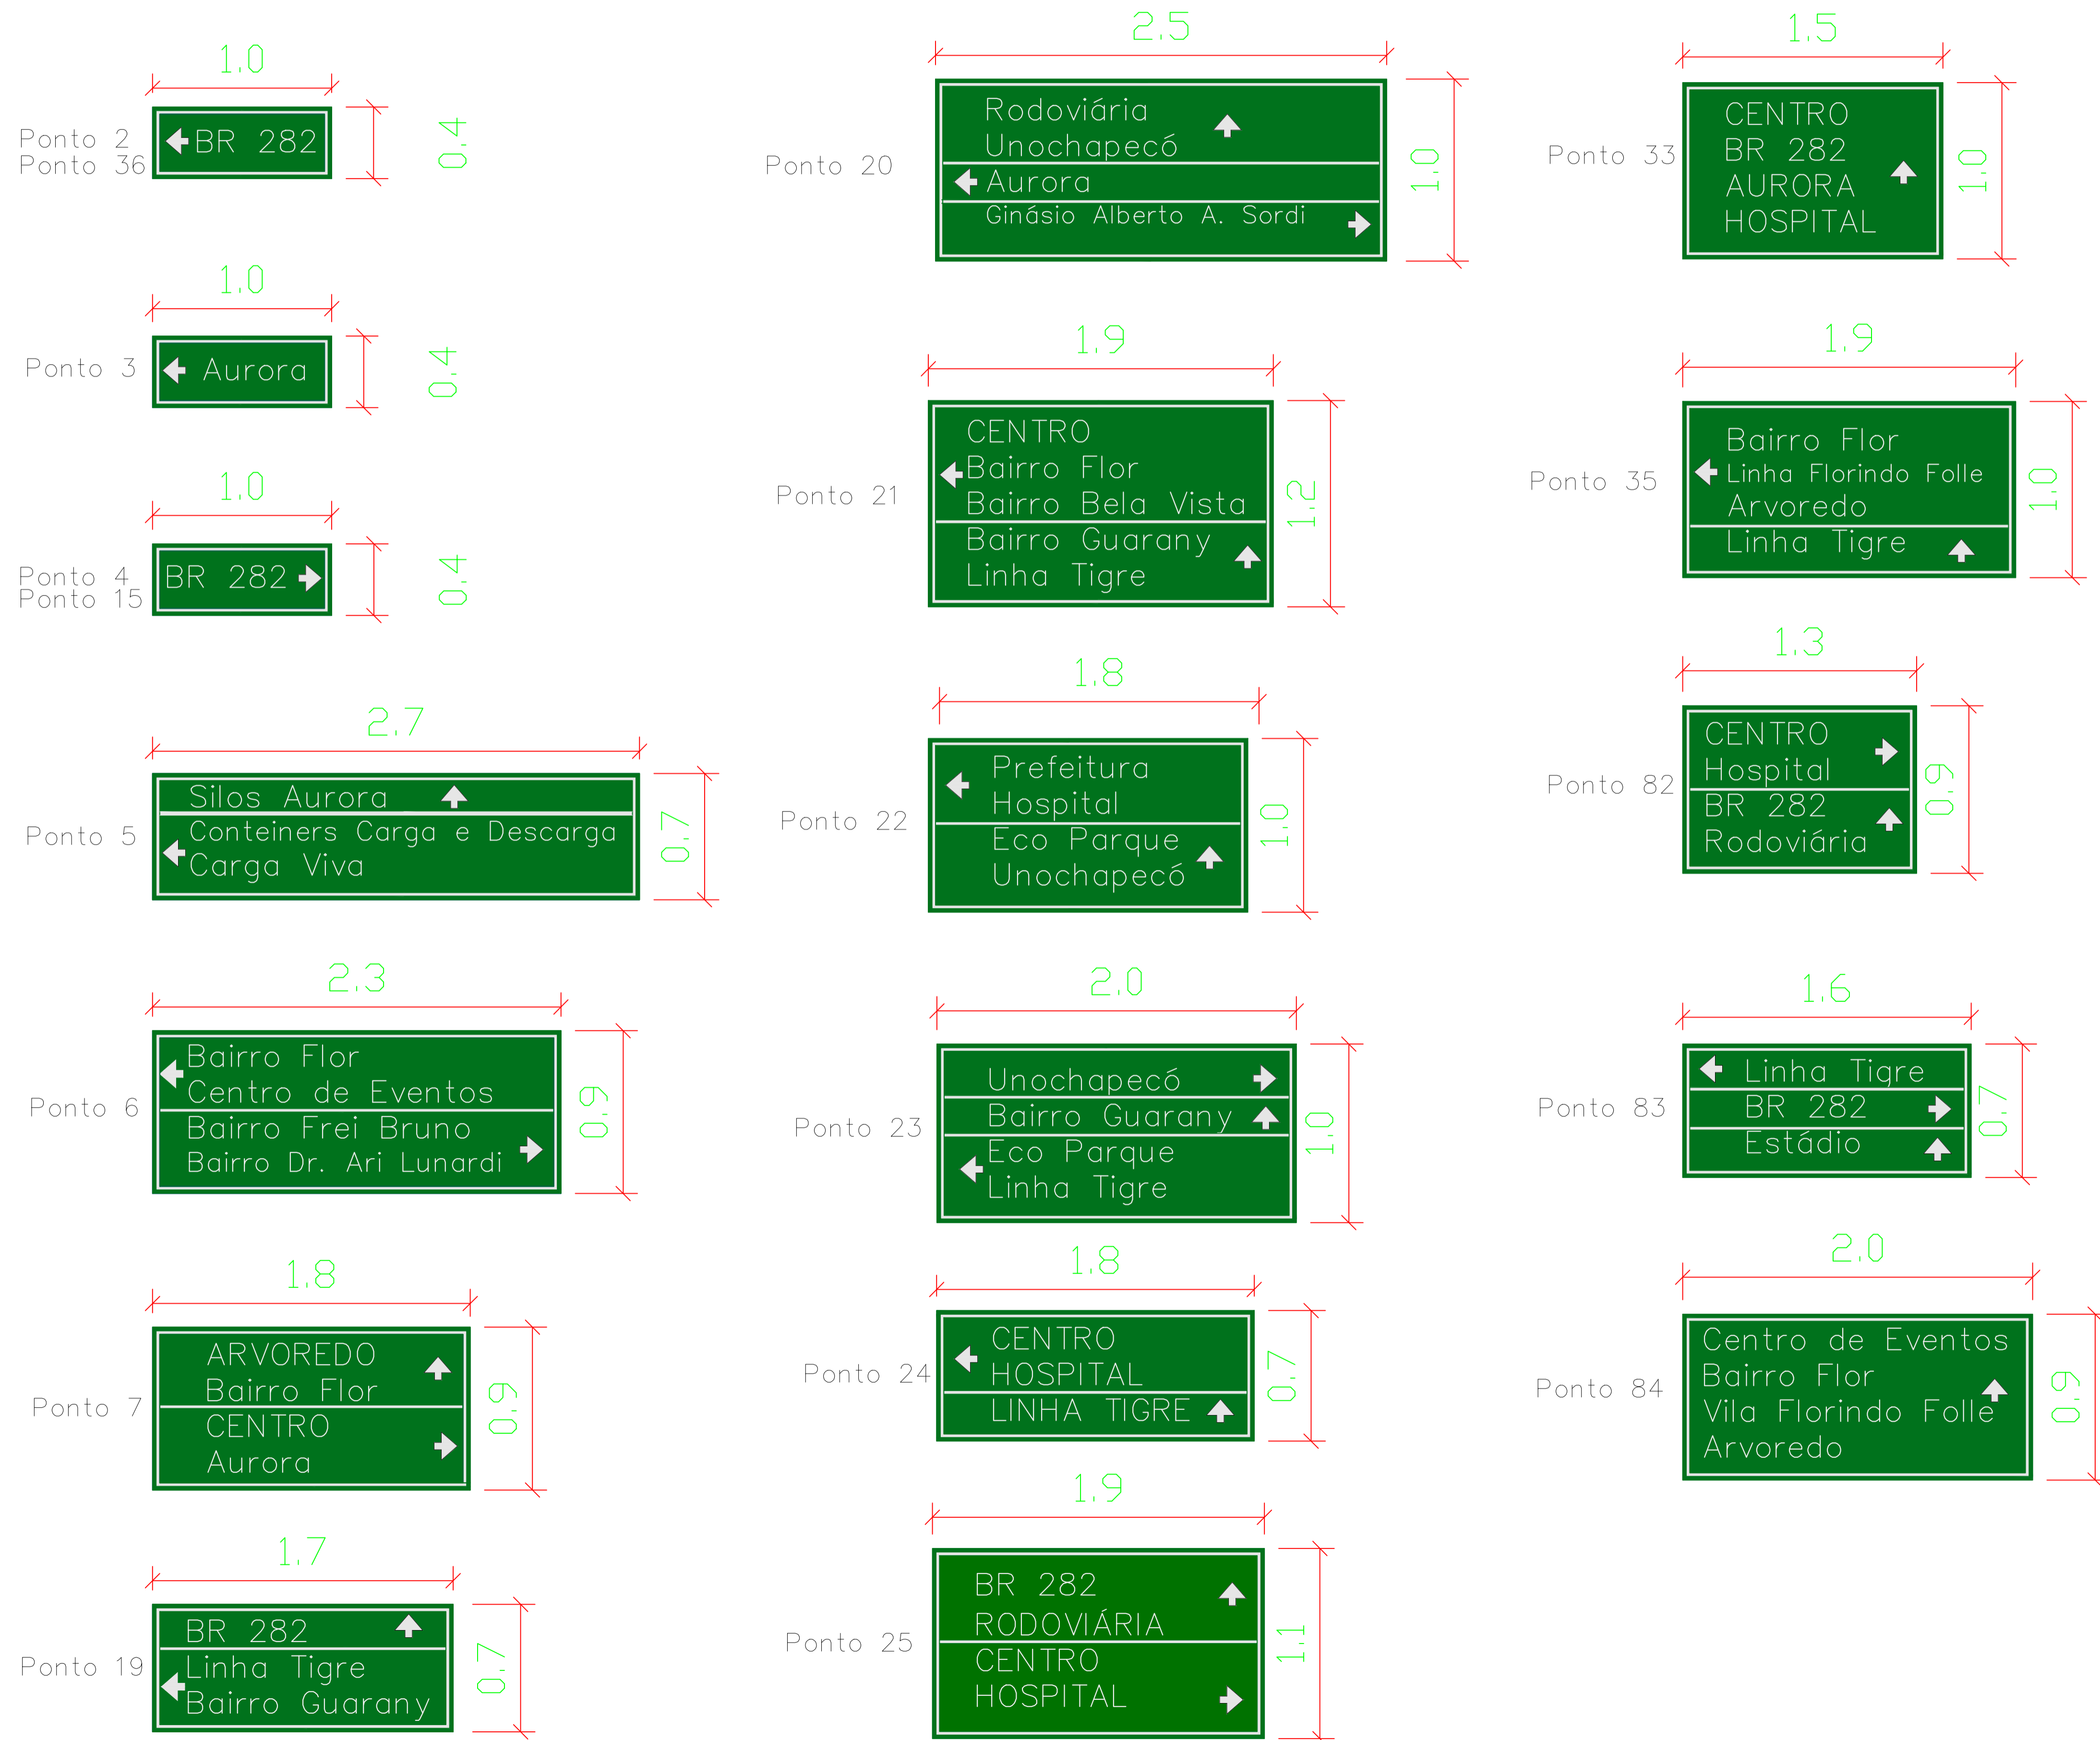 1.0
Ponto 2
Ponto 36
BR 282
0.4
1.0
Ponto 3
Aurora
0.4
1.0
Ponto 4
Ponto 15
BR 282
0.4
2.7
Ponto 5
Silos Aurora
Conteiners Carga e Descarga
Carga Viva
0.7
2.3
Ponto 6
Bairro Flor
Centro de Eventos
Bairro Frei Bruno
Bairro Dr. Ari Lunardi
0.9
1.8
Ponto 7
ARVOREDO
Bairro Flor
CENTRO
Aurora
0.9
1.7
Ponto 19
BR 282
Linha Tigre
Bairro Guarany
0.7
2.5
Ponto 20
Rodoviária
Unochapecó
Aurora
Ginásio Alberto A. Sordi
1.0
1.9
Ponto 21
CENTRO
Bairro Flor
Bairro Bela Vista
Bairro Guarany
Linha Tigre
1.2
1.8
Ponto 22
Prefeitura
Hospital
Eco Parque
Unochapecó
1.0
2.0
Ponto 23
Unochapecó
Bairro Guarany
Eco Parque
Linha Tigre
1.0
1.8
Ponto 24
CENTRO
HOSPITAL
LINHA TIGRE
0.7
1.9
Ponto 25
BR 282
RODOVIÁRIA
CENTRO
HOSPITAL
1.1
1.5
Ponto 33
CENTRO
BR 282
AURORA
HOSPITAL
1.0
1.9
Ponto 35
Bairro Flor
Linha Florindo Folle
Arvoredo
Linha Tigre
1.0
1.3
Ponto 82
CENTRO
Hospital
BR 282
Rodoviária
0.9
1.6
Ponto 83
Linha Tigre
BR 282
Estádio
0.7
2.0
Ponto 84
Centro de Eventos
Bairro Flor
Vila Florindo Folle
Arvoredo
0.9